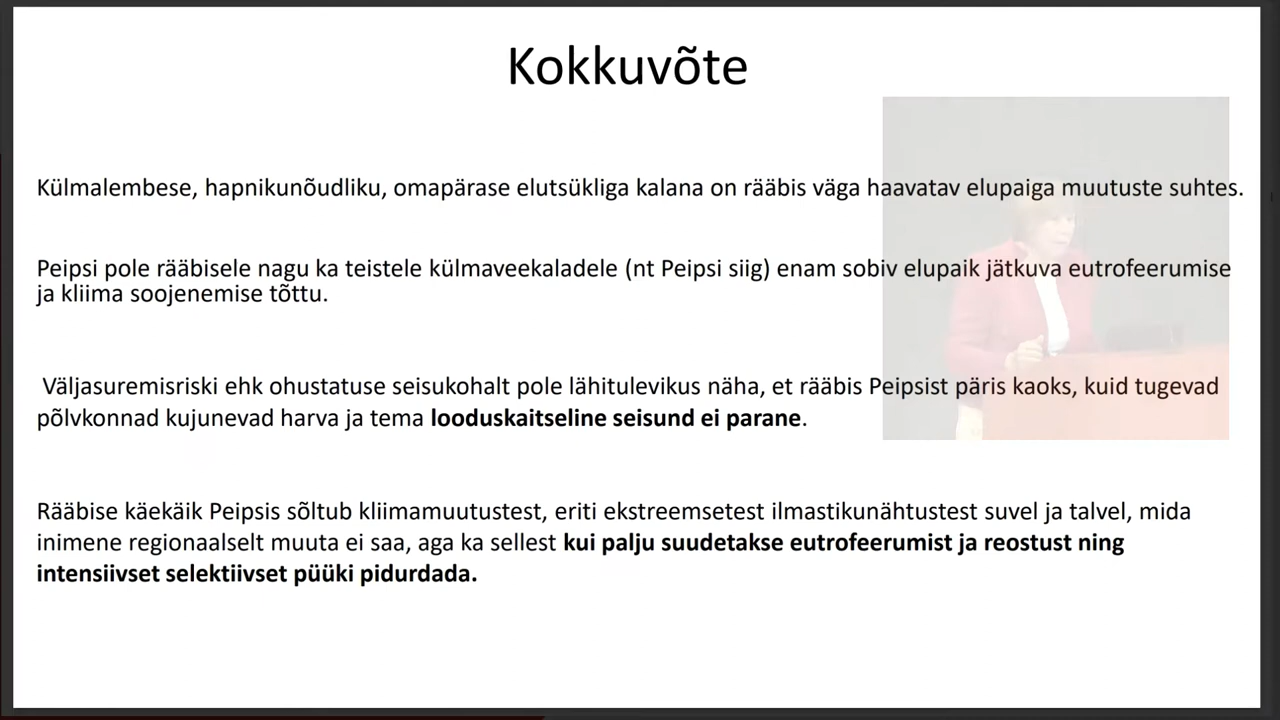 Kokkuvõte
Külmalembese, hapnikunõudliku, omapärase elutsükliga kalana on rääbis väga haavatav elupaiga muutuste suhtes.
Peipsi pole rääbisele nagu ka teistele külmaveekaladele (nt Peipsi siig) enam sobiv elupaik jätkuva eutrofeerumise
ja kliima soojenemise tõttu.
Väljasuremisriski ehk ohustatuse seisukohalt pole lähitulevikus näha, et rääbis Peipsist päris kaoks, kuid tugevad
põlvkonnad kujunevad harva ja tema looduskaitseline seisund ei parane.
Rääbise käekäik Peipsis sõltub kliimamuutustest, eriti ekstreemsetest ilmastikunähtustest suvel ja talvel, mida
inimene regionaalselt muuta ei saa, aga ka sellest kui palju suudetakse eutrofeerumist ja reostust ning
intensiivset selektiivset püüki pidurdada.